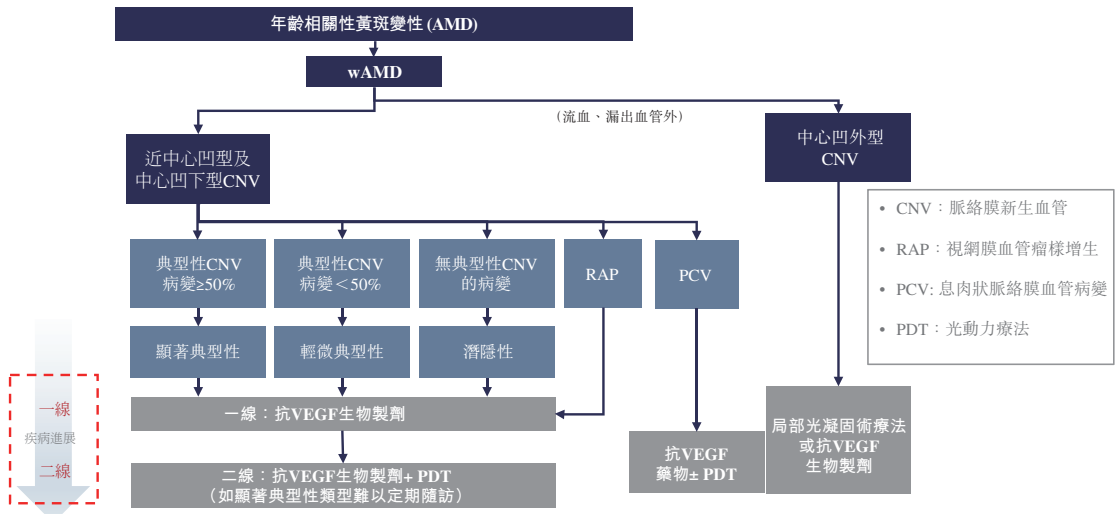 年齡相關性黃斑變性 (AMD)
wAMD
(流血、漏出血管外)
近中心凹型及
中心凹下型CNV
中心凹外型
CNV
• CNV：脈絡膜新生血管
• RAP：視網膜血管瘤樣增生
• PCV: 息肉狀脈絡膜血管病變
• PDT：光動力療法
典型性CNV
病變≥50%
典型性CNV
病變＜50%
無典型性CNV
的病變
RAP
PCV
顯著典型性
輕微典型性
潛隱性
一線
疾病進展
二線
一線：抗VEGF生物製劑
二線：抗VEGF生物製劑+ PDT
（如顯著典型性類型難以定期隨訪）
抗VEGF
藥物± PDT
局部光凝固術療法
或抗VEGF
生物製劑